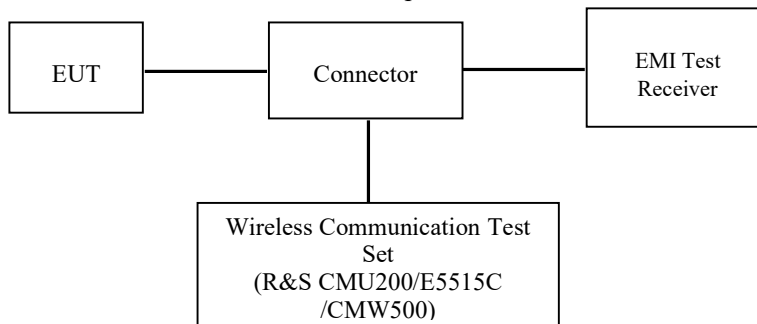 EUT
Connector
EMI Test
Receiver
Wireless Communication Test
Set
(R&S CMU200/E5515C
/CMW500)